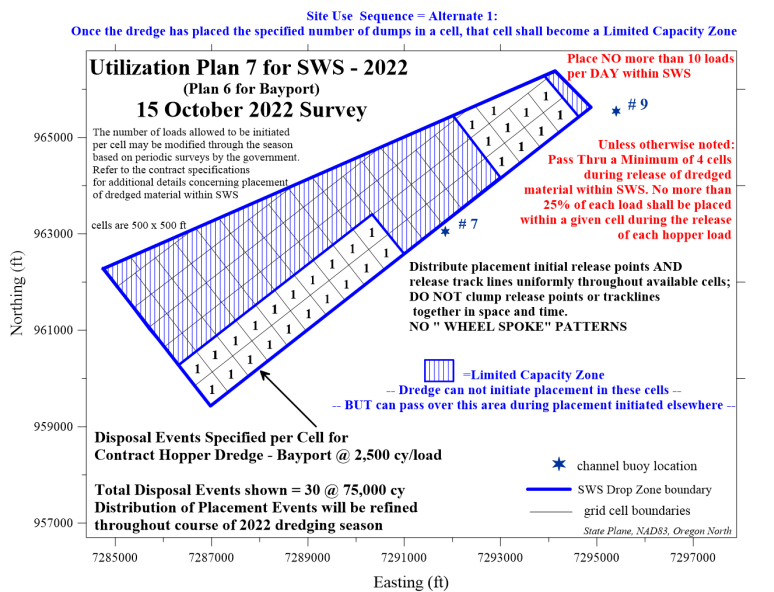 Site Use  Sequence = Alternate 1:
Once the dredge has placed the specified number of dumps in a cell, that cell shall become a Limited Capacity Zone
Utilization Plan 7 for SWS - 2022
(Plan 6 for Bayport)
15 October 2022 Survey
The number of loads allowed to be initiated
per cell may be modified through the season
based on periodic surveys by the government.
Refer to the contract specifications
for additional details concerning placement
of dredged material within SWS
cells are 500 x 500 ft
Place NO more than 10 loads
per DAY within SWS
# 9
Unless otherwise noted:
Pass Thru a Minimum of 4 cells
during release of dredged
material within SWS. No more than
25% of each load shall be placed
within a given cell during the release
of each hopper load
# 7
1 1 1 1 1 1 1 1 1 1 1 1
1 1 1 1 1 1 1 1 1 1 1 1 1 1 1 1 1 1
Distribute placement initial release points AND
release track lines uniformly throughout available cells;
DO NOT clump release points or tracklines
together in space and time.
NO " WHEEL SPOKE" PATTERNS
=Limited Capacity Zone
-- Dredge can not initiate placement in these cells --
-- BUT can pass over this area during placement initiated elsewhere --
Disposal Events Specified per Cell for
Contract Hopper Dredge - Bayport @ 2,500 cy/load
Total Disposal Events shown = 30 @ 75,000 cy
Distribution of Placement Events will be refined
throughout course of 2022 dredging season
channel buoy location
SWS Drop Zone boundary
grid cell boundaries
State Plane, NAD83, Oregon North
Northing (ft)
965000
963000
961000
959000
957000
7285000 7287000 7289000 7291000 7293000 7295000 7297000
Easting (ft)